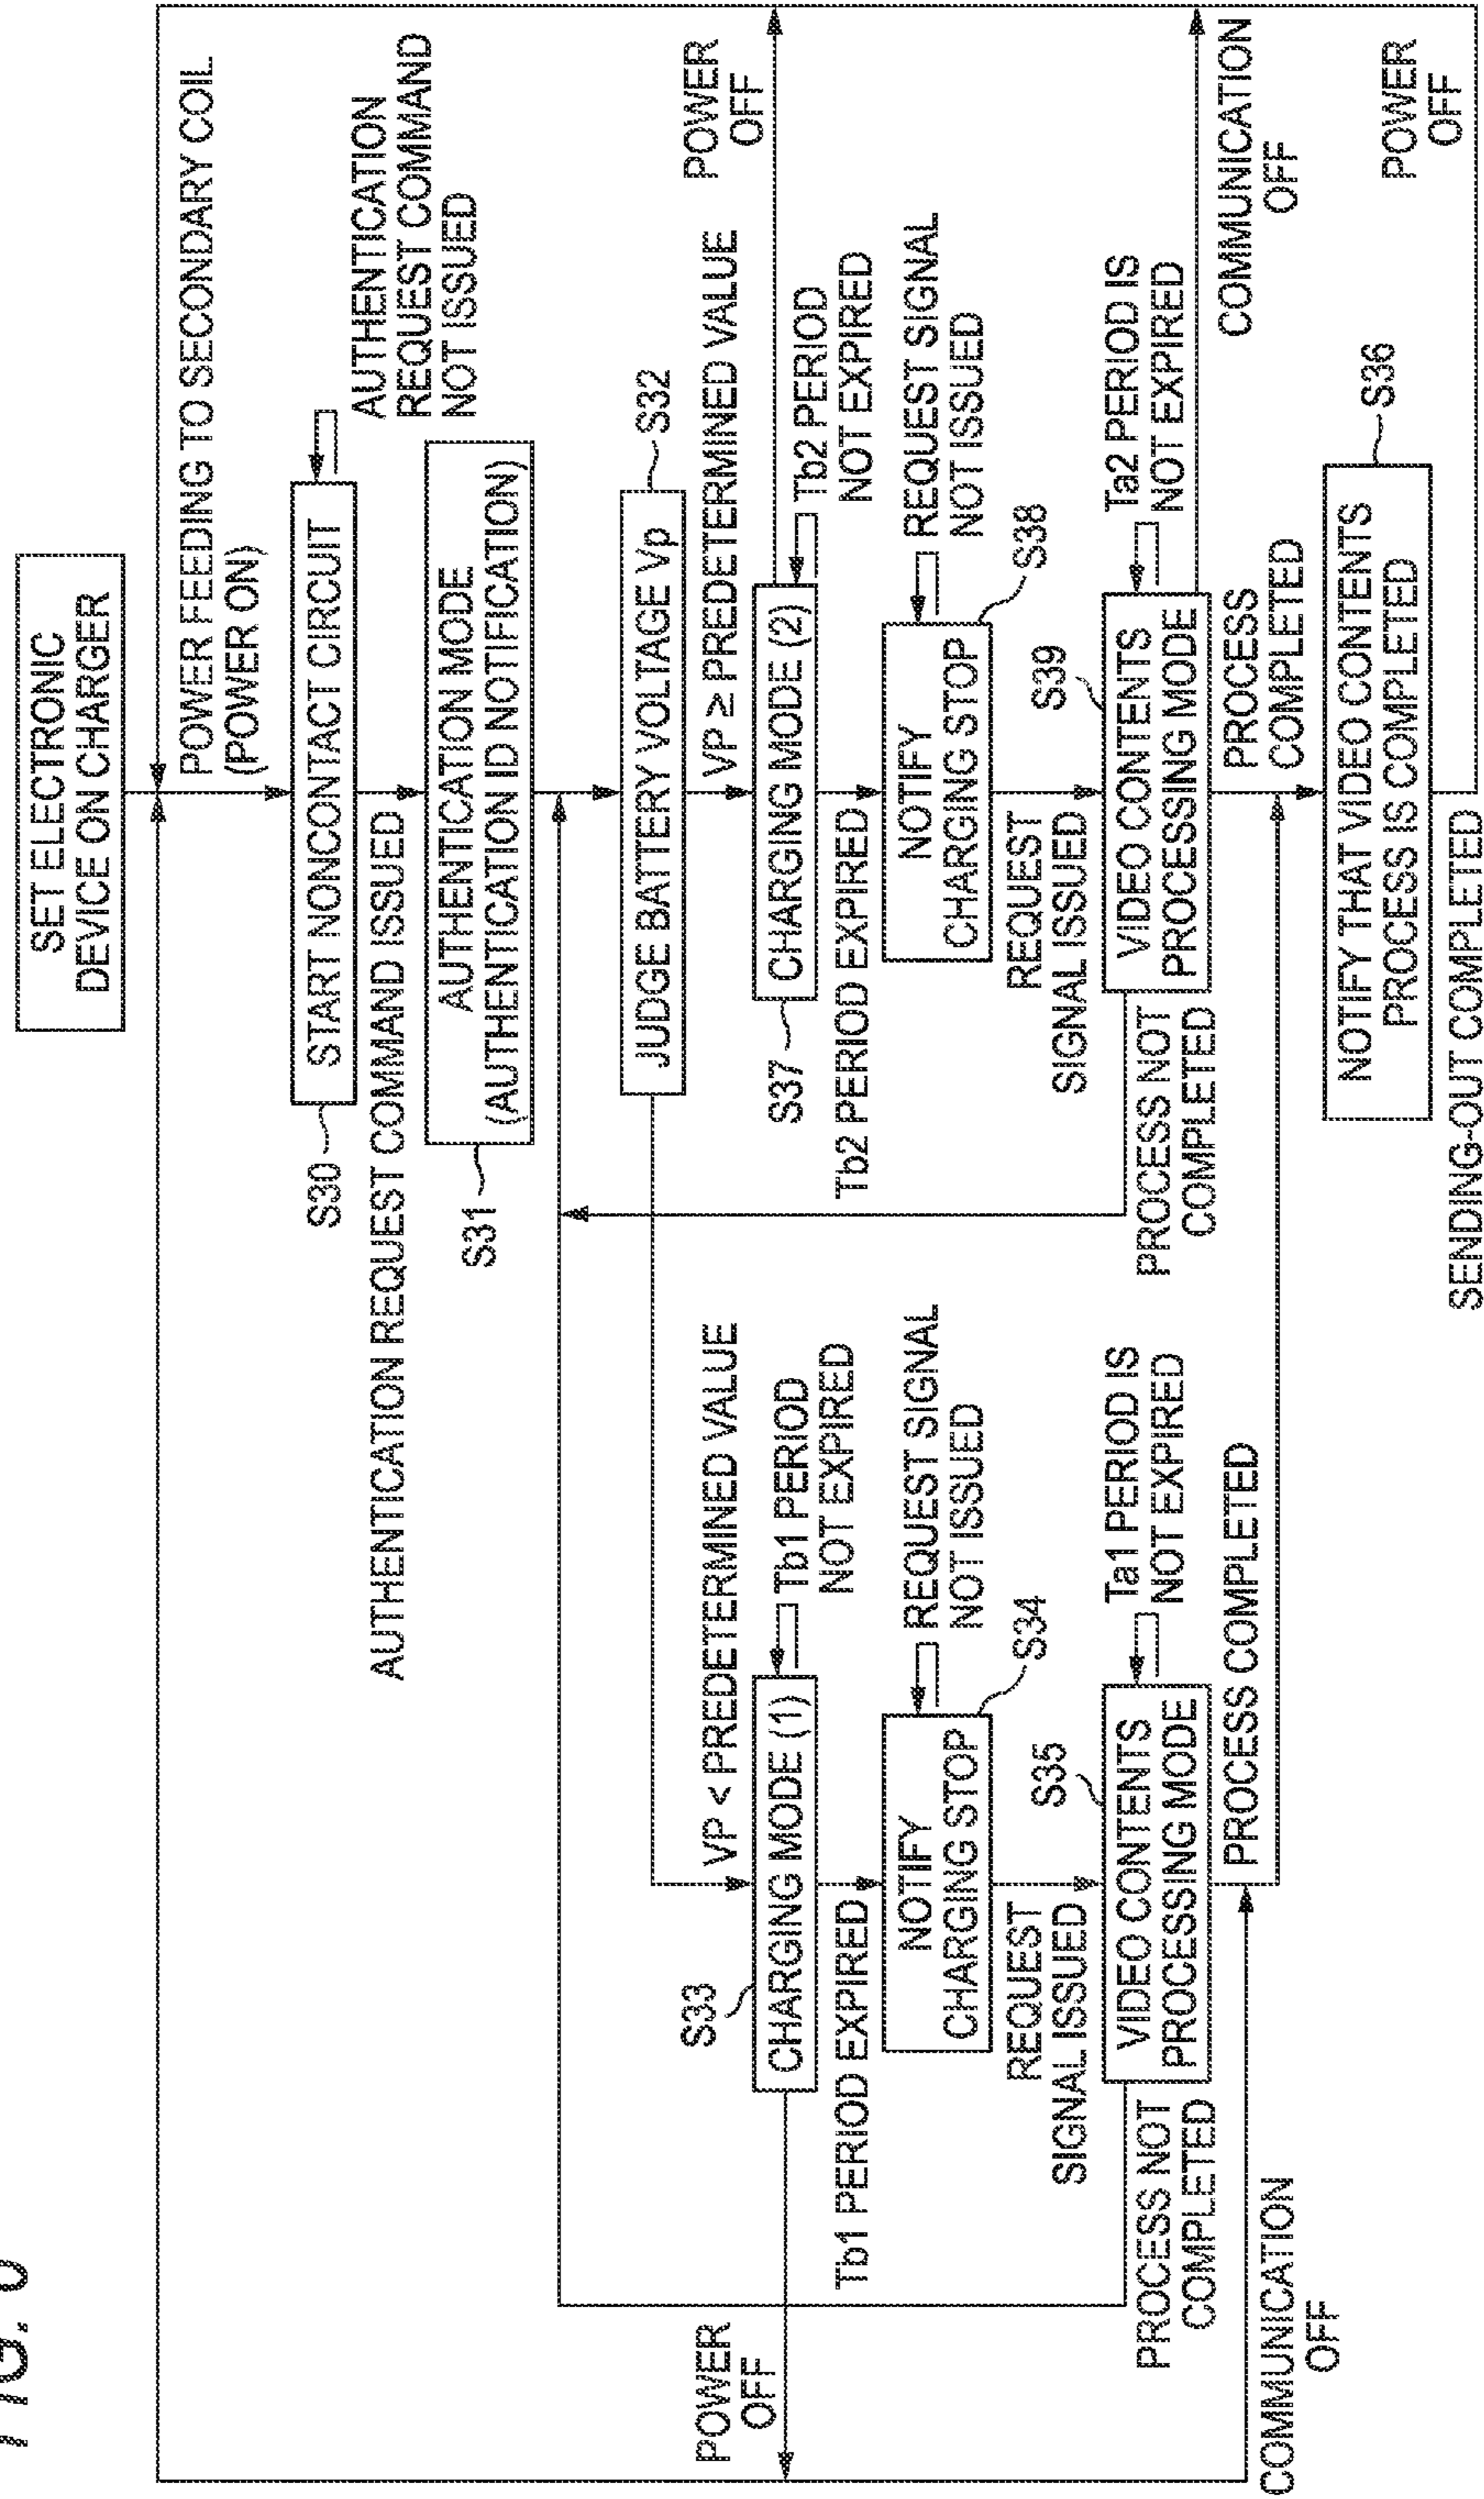 SET ELECTRONIC
DEVICE ON CHARGER
POWER FEEDING TO SECONDARY COIL
(POWER ON)
START NONCONTACT CIRCUIT
S30
AUTHENTICATION
REQUEST COMMAND
NOT ISSUED
AUTHENTICATION REQUEST COMMAND ISSUED
AUTHENTICATION MODE
(AUTHENTICATION ID NOTIFICATION)
S31
JUDGE BATTERY VOLTAGE Vp
S32
VP < PREDETERMINED VALUE
VP ≥ PREDETERMINED VALUE
POWER
OFF
S33
CHARGING MODE (1)
Tb1 PERIOD
NOT EXPIRED
S37
CHARGING MODE (2)
Tb2 PERIOD
NOT EXPIRED
POWER
OFF
Tb1 PERIOD EXPIRED
Tb2 PERIOD EXPIRED
NOTIFY
CHARGING STOP
REQUEST SIGNAL
NOT ISSUED
S34
NOTIFY
CHARGING STOP
REQUEST SIGNAL
NOT ISSUED
S38
REQUEST
SIGNAL ISSUED
S35
REQUEST
SIGNAL ISSUED
S39
VIDEO CONTENTS
PROCESSING MODE
Ta1 PERIOD IS
NOT EXPIRED
VIDEO CONTENTS
PROCESSING MODE
Ta2 PERIOD IS
NOT EXPIRED
PROCESS NOT
COMPLETED
PROCESS COMPLETED
PROCESS NOT
COMPLETED
PROCESS
COMPLETED
COMMUNICATION
OFF
COMMUNICATION
OFF
NOTIFY THAT VIDEO CONTENTS
PROCESS IS COMPLETED
S36
SENDING-OUT COMPLETED
POWER
OFF